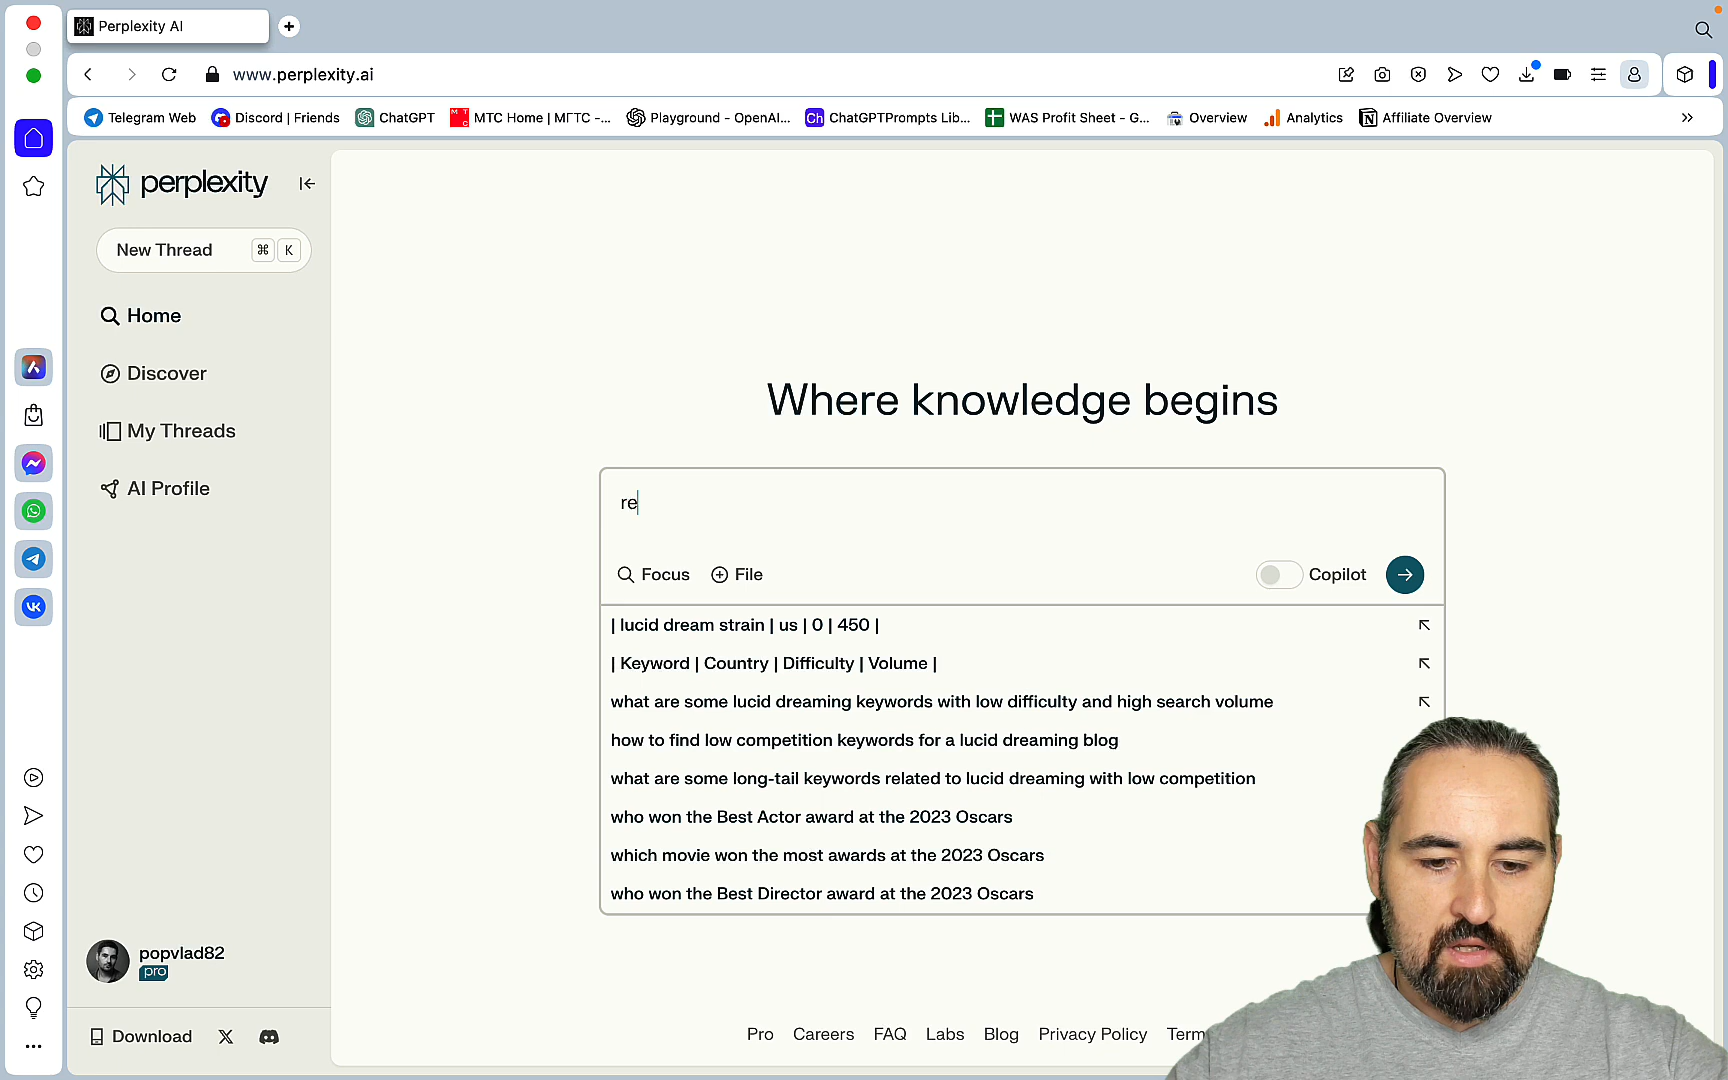 Perplexity AI
www.perplexity.ai
Telegram Web
Discord | Friends
ChatGPT
MTC Home | МГТС -...
Playground - OpenAI...
Ch
ChatGPTPrompts Lib...
WAS Profit Sheet - G...
Overview
Analytics
Affiliate Overview
perplexity
New Thread
⌘ K
Home
Discover
My Threads
AI Profile
Where knowledge begins
re
Focus
File
Copilot
| lucid dream strain | us | 0 | 450 |
| Keyword | Country | Difficulty | Volume |
what are some lucid dreaming keywords with low difficulty and high search volume
how to find low competition keywords for a lucid dreaming blog
what are some long-tail keywords related to lucid dreaming with low competition
who won the Best Actor award at the 2023 Oscars
which movie won the most awards at the 2023 Oscars
who won the Best Director award at the 2023 Oscars
popvlad82
pro
Download
Pro
Careers
FAQ
Labs
Blog
Privacy Policy
Term